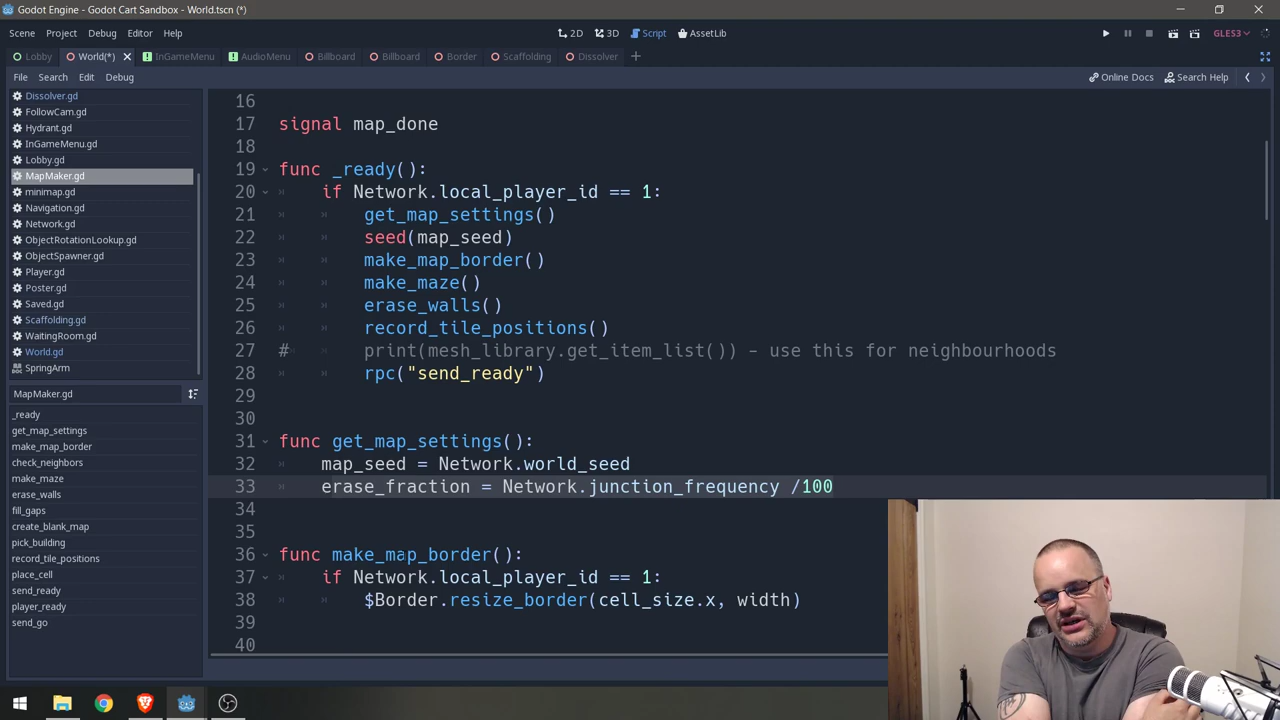 Godot Engine - Godot Cart Sandbox - World.tscn (*)
Scene Project Debug Editor Help
2D 3D Script AssetLib
GLES3
Lobby World(*) InGameMenu AudioMenu Billboard Billboard Border Scaffolding Dissolver
File Search Edit Debug
Online Docs Search Help
Dissolver.gd
FollowCam.gd
Hydrant.gd
InGameMenu.gd
Lobby.gd
MapMaker.gd
minimap.gd
Navigation.gd
Network.gd
ObjectRotationLookup.gd
ObjectSpawner.gd
Player.gd
Poster.gd
Saved.gd
Scaffolding.gd
WaitingRoom.gd
World.gd
SpringArm
MapMaker.gd
_ready
get_map_settings
make_map_border
check_neighbors
make_maze
erase_walls
fill_gaps
create_blank_map
pick_building
record_tile_positions
place_cell
send_ready
player_ready
send_go
16
17 signal map_done
18
19 func _ready():
20 if Network.local_player_id == 1:
21 get_map_settings()
22 seed(map_seed)
23 make_map_border()
24 make_maze()
25 erase_walls()
26 record_tile_positions()
27 # print(mesh_library.get_item_list()) - use this for neighbourhoods
28 rpc("send_ready")
29
30
31 func get_map_settings():
32 map_seed = Network.world_seed
33 erase_fraction = Network.junction_frequency /100
34
35
36 func make_map_border():
37 if Network.local_player_id == 1:
38 $Border.resize_border(cell_size.x, width)
39
40